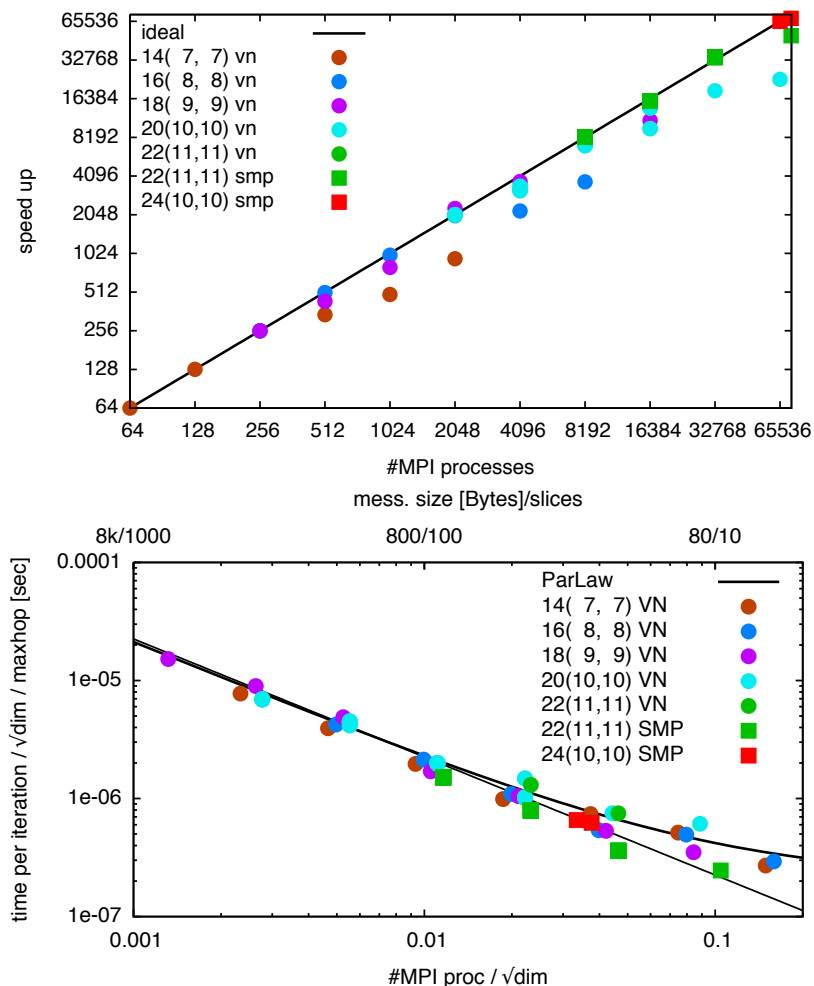 65536
32768
16384
8192
4096
2048
1024
512
256
128
64
speed up
ideal
14( 7, 7) vn
16( 8, 8) vn
18( 9, 9) vn
20(10,10) vn
22(11,11) vn
22(11,11) smp
24(10,10) smp
64 128 256 512 1024 2048 4096 8192 16384 32768 65536
#MPI processes
mess. size [Bytes]/slices
8k/1000 800/100 80/10
0.0001
1e-05
1e-06
1e-07
time per iteration / √dim / maxhop [sec]
ParLaw
14( 7, 7) VN
16( 8, 8) VN
18( 9, 9) VN
20(10,10) VN
22(11,11) VN
22(11,11) SMP
24(10,10) SMP
0.001 0.01 0.1
#MPI proc / √dim